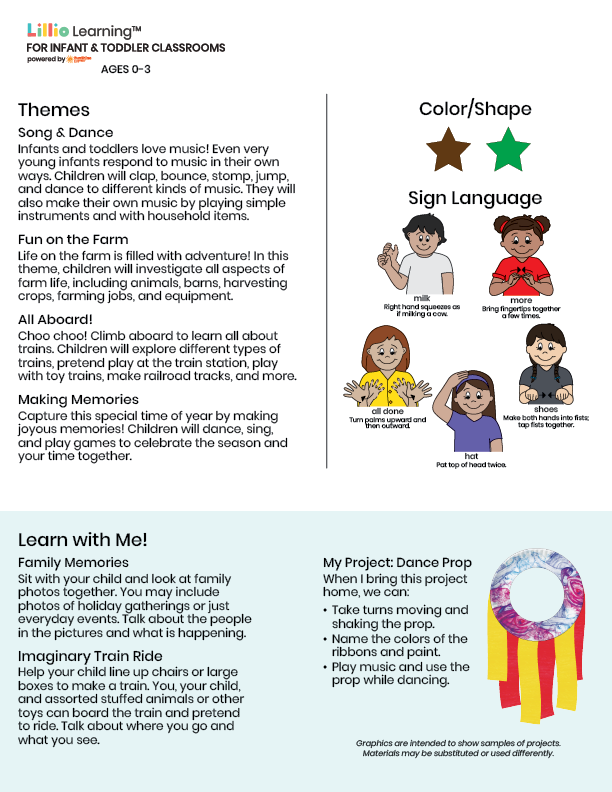 Lillio Learning™
FOR INFANT & TODDLER CLASSROOMS
powered by
AGES 0-3
Themes
Song & Dance
Infants and toddlers love music! Even very
young infants respond to music in their own
ways. Children will clap, bounce, stomp, jump,
and dance to different kinds of music. They will
also make their own music by playing simple
instruments and with household items.
Fun on the Farm
Life on the farm is filled with adventure! In this
theme, children will investigate all aspects of
farm life, including animals, barns, harvesting
crops, farming jobs, and equipment.
All Aboard!
Choo choo! Climb aboard to learn all about
trains. Children will explore different types of
trains, pretend play at the train station, play
with toy trains, make railroad tracks, and more.
Making Memories
Capture this special time of year by making
joyous memories! Children will dance, sing,
and play games to celebrate the season and
your time together.
Color/Shape
Sign Language
milk
Right hand squeezes as
if milking a cow.
more
Bring fingertips together
a few times.
all done
Turn palms upward and
then outward.
shoes
Make both hands into fists;
tap fists together.
hat
Pat top of head twice.
Learn with Me!
Family Memories
Sit with your child and look at family
photos together. You may include
photos of holiday gatherings or just
everyday events. Talk about the people
in the pictures and what is happening.
Imaginary Train Ride
Help your child line up chairs or large
boxes to make a train. You, your child,
and assorted stuffed animals or other
toys can board the train and pretend
to ride. Talk about where you go and
what you see.
My Project: Dance Prop
When I bring this project
home, we can:
• Take turns moving and
shaking the prop.
• Name the colors of the
ribbons and paint.
• Play music and use the
prop while dancing.
Graphics are intended to show samples of projects.
Materials may be substituted or used differently.